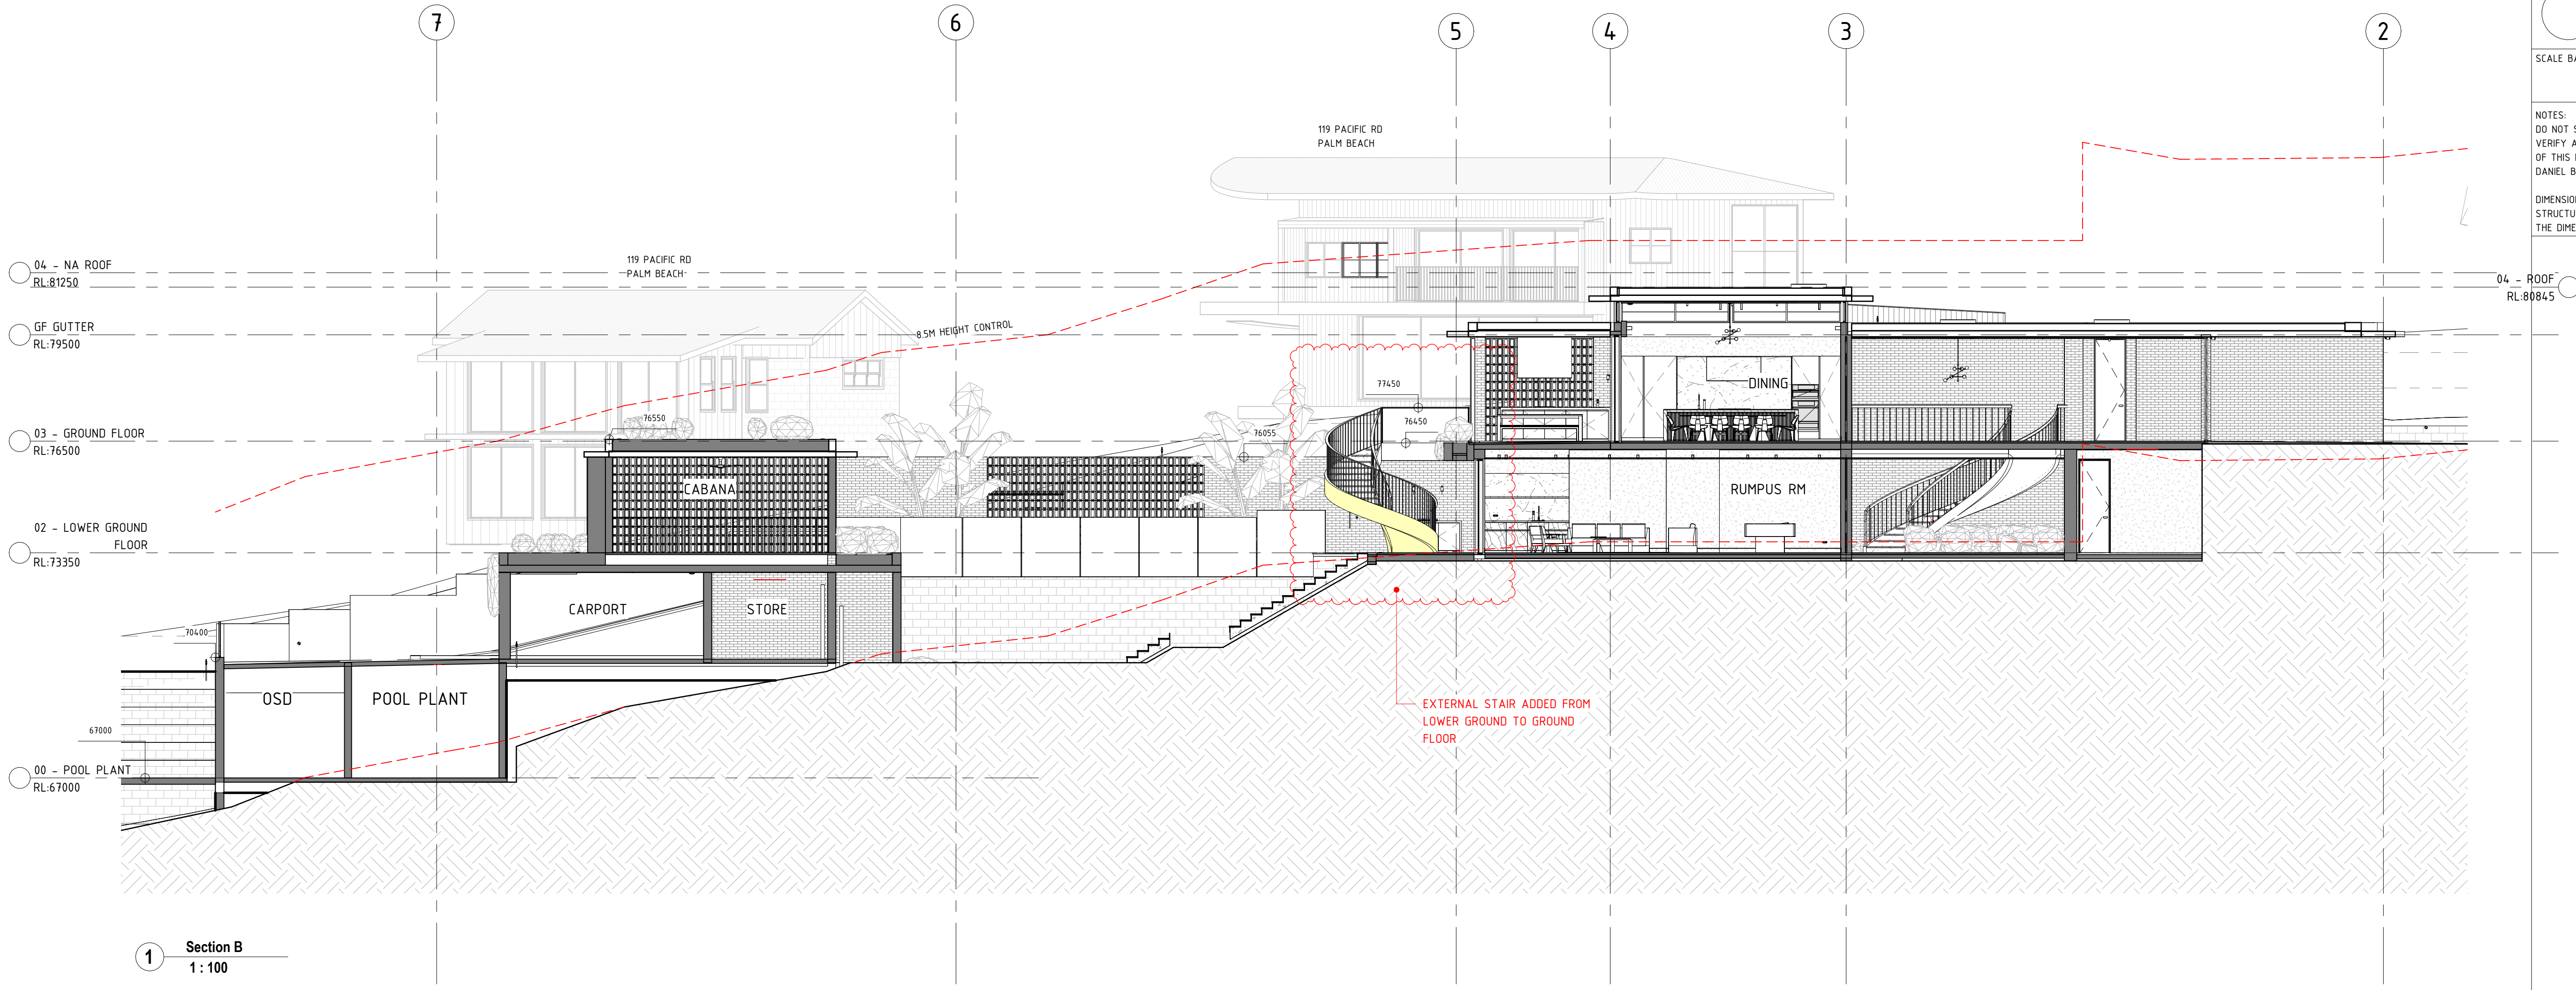 7
6
5
4
3
2
SCALE BA
NOTES:
DO NOT S
VERIFY A
OF THIS
DANIEL B
DIMENSIO
STRUCTU
THE DIME
119 PACIFIC RD
PALM BEACH
119 PACIFIC RD
PALM BEACH
04 - NA ROOF
RL:81250
04 - ROOF
RL:80845
GF GUTTER
RL:79500
8.5M HEIGHT CONTROL
77450
76450
76550
76055
DINING
03 - GROUND FLOOR
RL:76500
CABANA
RUMPUS RM
02 - LOWER GROUND
FLOOR
RL:73350
CARPORT
STORE
70400
OSD
POOL PLANT
67000
EXTERNAL STAIR ADDED FROM
LOWER GROUND TO GROUND
FLOOR
00 - POOL PLANT
RL:67000
1
Section B
1 : 100